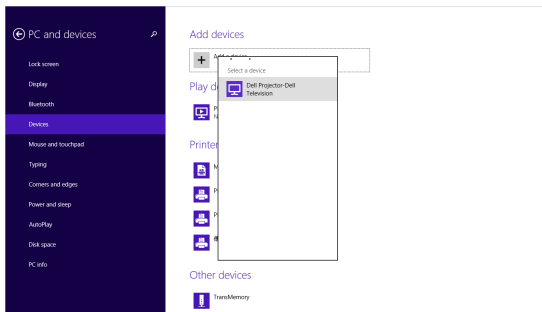 PC and devices
Lock screen
Display
Bluetooth
Devices
Mouse and touchpad
Typing
Corners and edges
Power and sleep
AutoPlay
Disk space
PC info
Add devices
Select a device
Dell Projector-Dell
Television
Play
Other devices
TransMemory